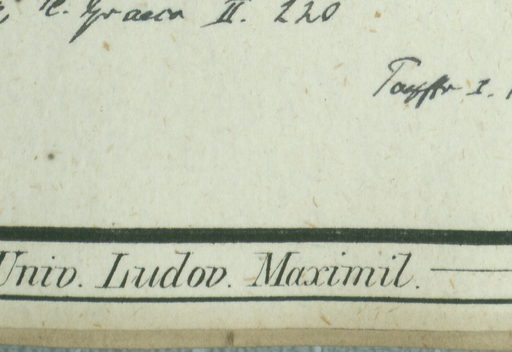 Graeca II. 220
I.
Univ. Ludov. Maximil.